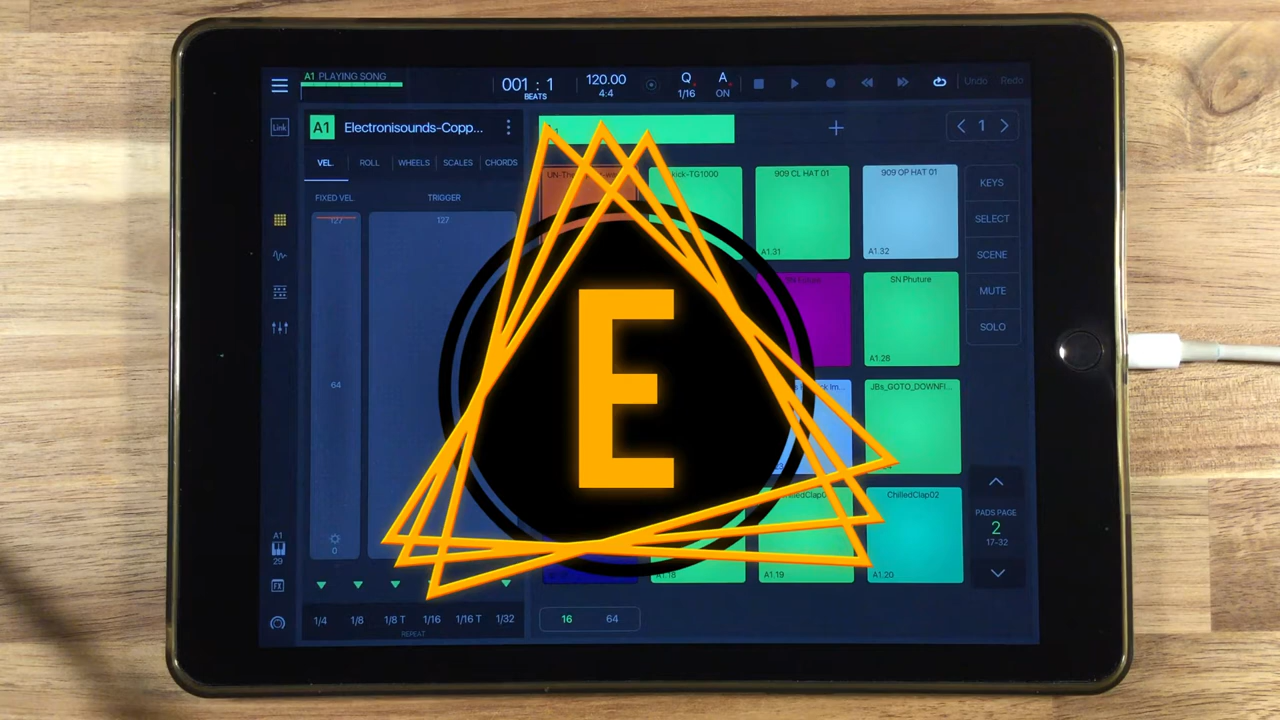 A1 PLAYING SONG
001 : 1
BEATS
120.00
4:4
Q
1/16
A
ON
Undo
Redo
Link
A1
Electronisounds-Copp...
1
VEL.
ROLL
WHEELS
SCALES
CHORDS
FIXED VEL
TRIGGER
127
127
64
0
kick-TG1000
909 CL HAT 01
A1.31
909 OP HAT 01
A1.32
KEYS
SELECT
SCENE
MUTE
SOLO
SN Phuture
A1.28
JBs_GOTO_DOWNFI...
E
ChilledClap02
A1.18
A1.19
A1.20
PADS PAGE
2
17-32
A1
29
FX
1/4
1/8
1/8 T
1/16
1/16 T
1/32
REPEAT
16
64